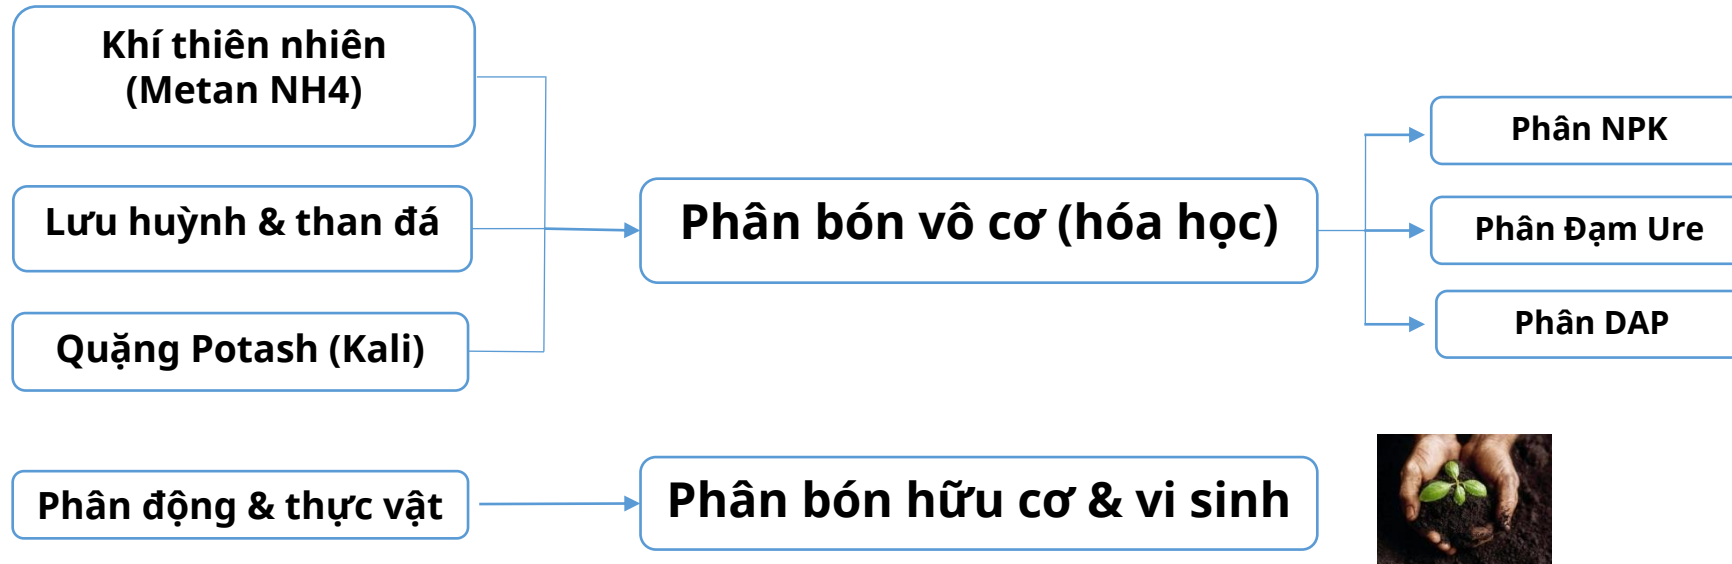 Khí thiên nhiên
(Metan NH4)
Lưu huỳnh & than đá
Quặng Potash (Kali)
Phân bón vô cơ (hóa học)
Phân NPK
Phân Đạm Ure
Phân DAP
Phân động & thực vật
Phân bón hữu cơ & vi sinh